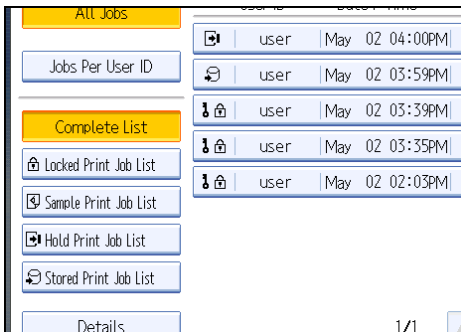 All Jobs
user May 02 04:00PM
Jobs Per User ID
user May 02 03:59PM
user May 02 03:39PM
Complete List
user May 02 03:35PM
Locked Print Job List
user May 02 02:03PM
Sample Print Job List
Hold Print Job List
Stored Print Job List
Details
1/1